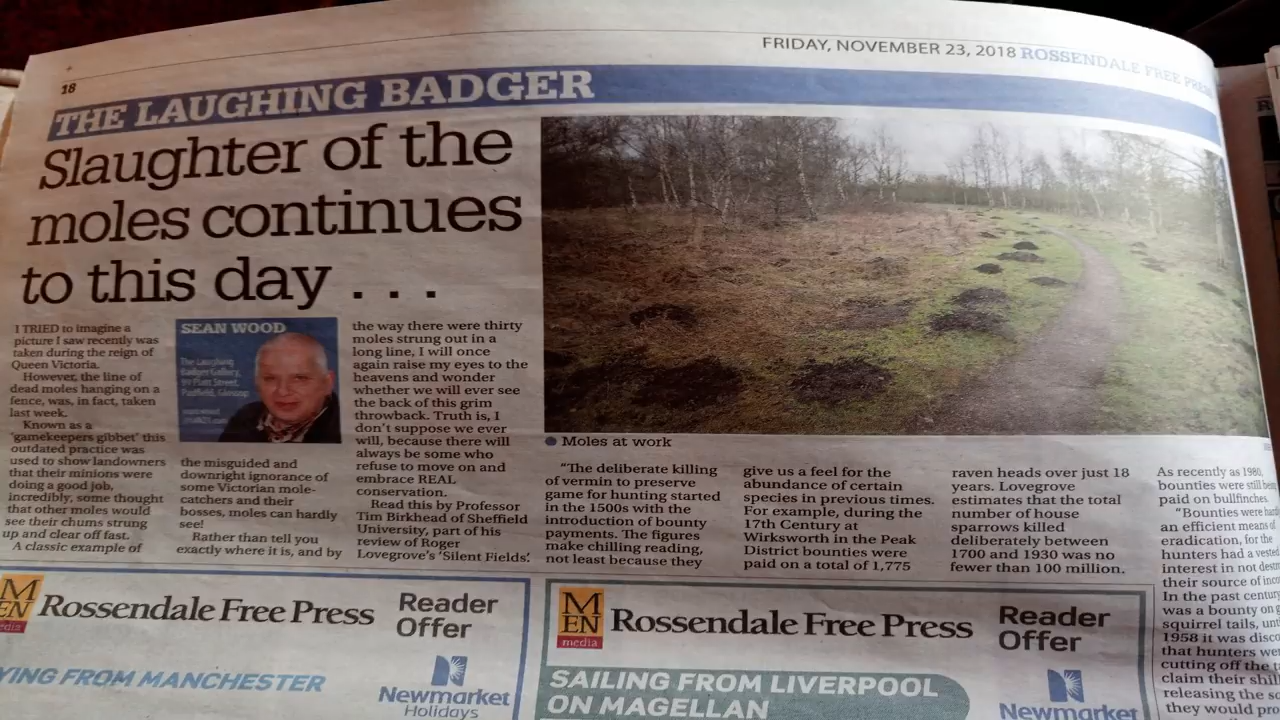 18
FRIDAY, NOVEMBER 23, 2018 ROSSENDALE FREE PRESS
THE LAUGHING BADGER
Slaughter of the
moles continues
to this day . . .
I TRIED to imagine a
picture I saw recently was
taken during the reign of
Queen Victoria.
However, the line of
dead moles hanging on a
fence, was, in fact, taken
last week.
Known as a
'gamekeepers gibbet' this
outdated practice was
used to show landowners
that their minions were
doing a good job,
incredibly, some thought
that other moles would
see their chums strung
up and clear off fast.
A classic example of
SEAN WOOD
The Laughing
Badger Gallery,
Platt Street,
Padfield, Glossop
the misguided and
downright ignorance of
some Victorian mole-
catchers and their
bosses, moles can hardly
see!
Rather than tell you
exactly where it is, and by
the way there were thirty
moles strung out in a
long line, I will once
again raise my eyes to the
heavens and wonder
whether we will ever see
the back of this grim
throwback. Truth is, I
don't suppose we ever
will, because there will
always be some who
refuse to move on and
embrace REAL
conservation.
Read this by Professor
Tim Birkhead of Sheffield
University, part of his
review of Roger
Lovegrove's 'Silent Fields'.
Moles at work
"The deliberate killing
of vermin to preserve
game for hunting started
in the 1500s with the
introduction of bounty
payments. The figures
make chilling reading,
not least because they
give us a feel for the
abundance of certain
species in previous times.
For example, during the
17th Century at
Wirksworth in the Peak
District bounties were
paid on a total of 1,775
raven heads over just 18
years. Lovegrove
estimates that the total
number of house
sparrows killed
deliberately between
1700 and 1930 was no
fewer than 100 million.
As recently as 1980,
bounties were still being
paid on bullfinches.
"Bounties were hardly
an efficient means of
eradication, for the
hunters had a vested
interest in not
their source of
In the past century
was a bounty on
squirrel tails,
1958 it was
that hunters
cutting off the
claim their
releasing the
they would
MEN
media
Rossendale Free Press
Reader
Offer
YING FROM MANCHESTER
Newmarket
Holidays
MEN
media
Rossendale Free Press
Reader
Offer
SAILING FROM LIVERPOOL
ON MAGELLAN
Newmarket